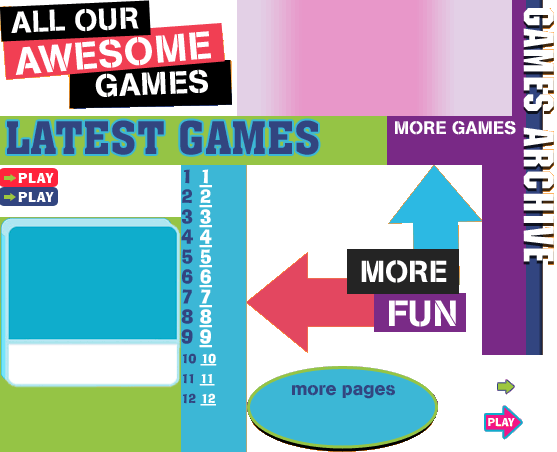 ALL OUR
AWESOME
GAMES
LATEST GAMES
MORE GAMES
GAMES ARCHIVE
PLAY
PLAY
1 1
2 2
3 3
4 4
5 5
6 6
7 7
8 8
9 9
10 10
11 11
12 12
MORE
FUN
more pages
PLAY